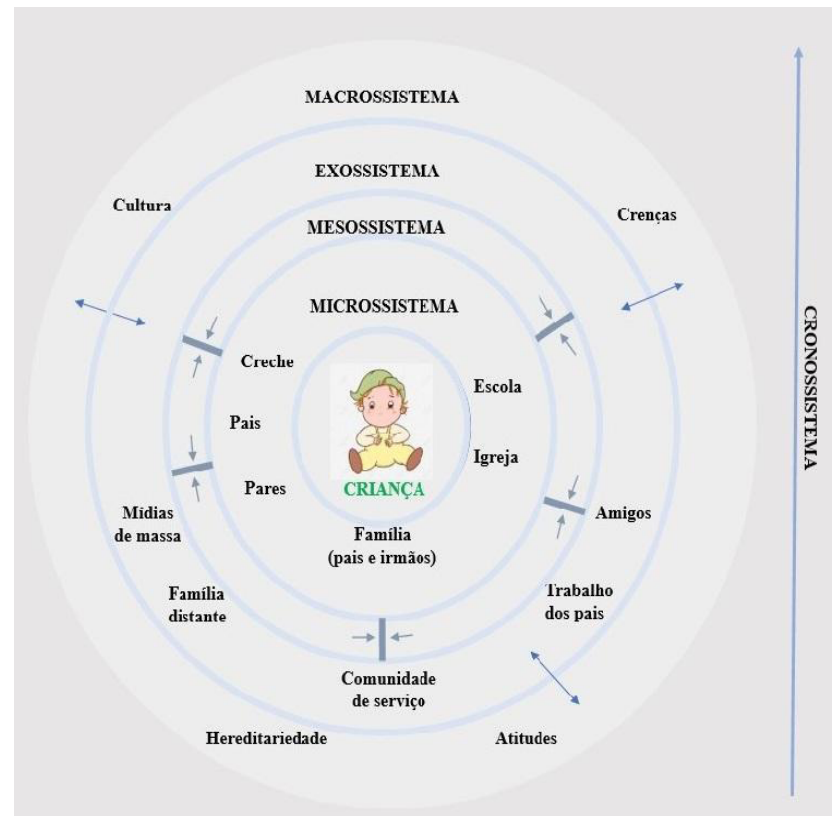 MACROSSISTEMA
EXOSSISTEMA
Cultura
Crenças
MESOSSISTEMA
MICROSSISTEMA
CRONOSSISTEMA
Creche
Escola
Pais
Igreja
Pares
CRIANÇA
Mídias
de massa
Amigos
Família
(pais e irmãos)
Família
distante
Trabalho
dos pais
Comunidade
de serviço
Hereditariedade
Atitudes